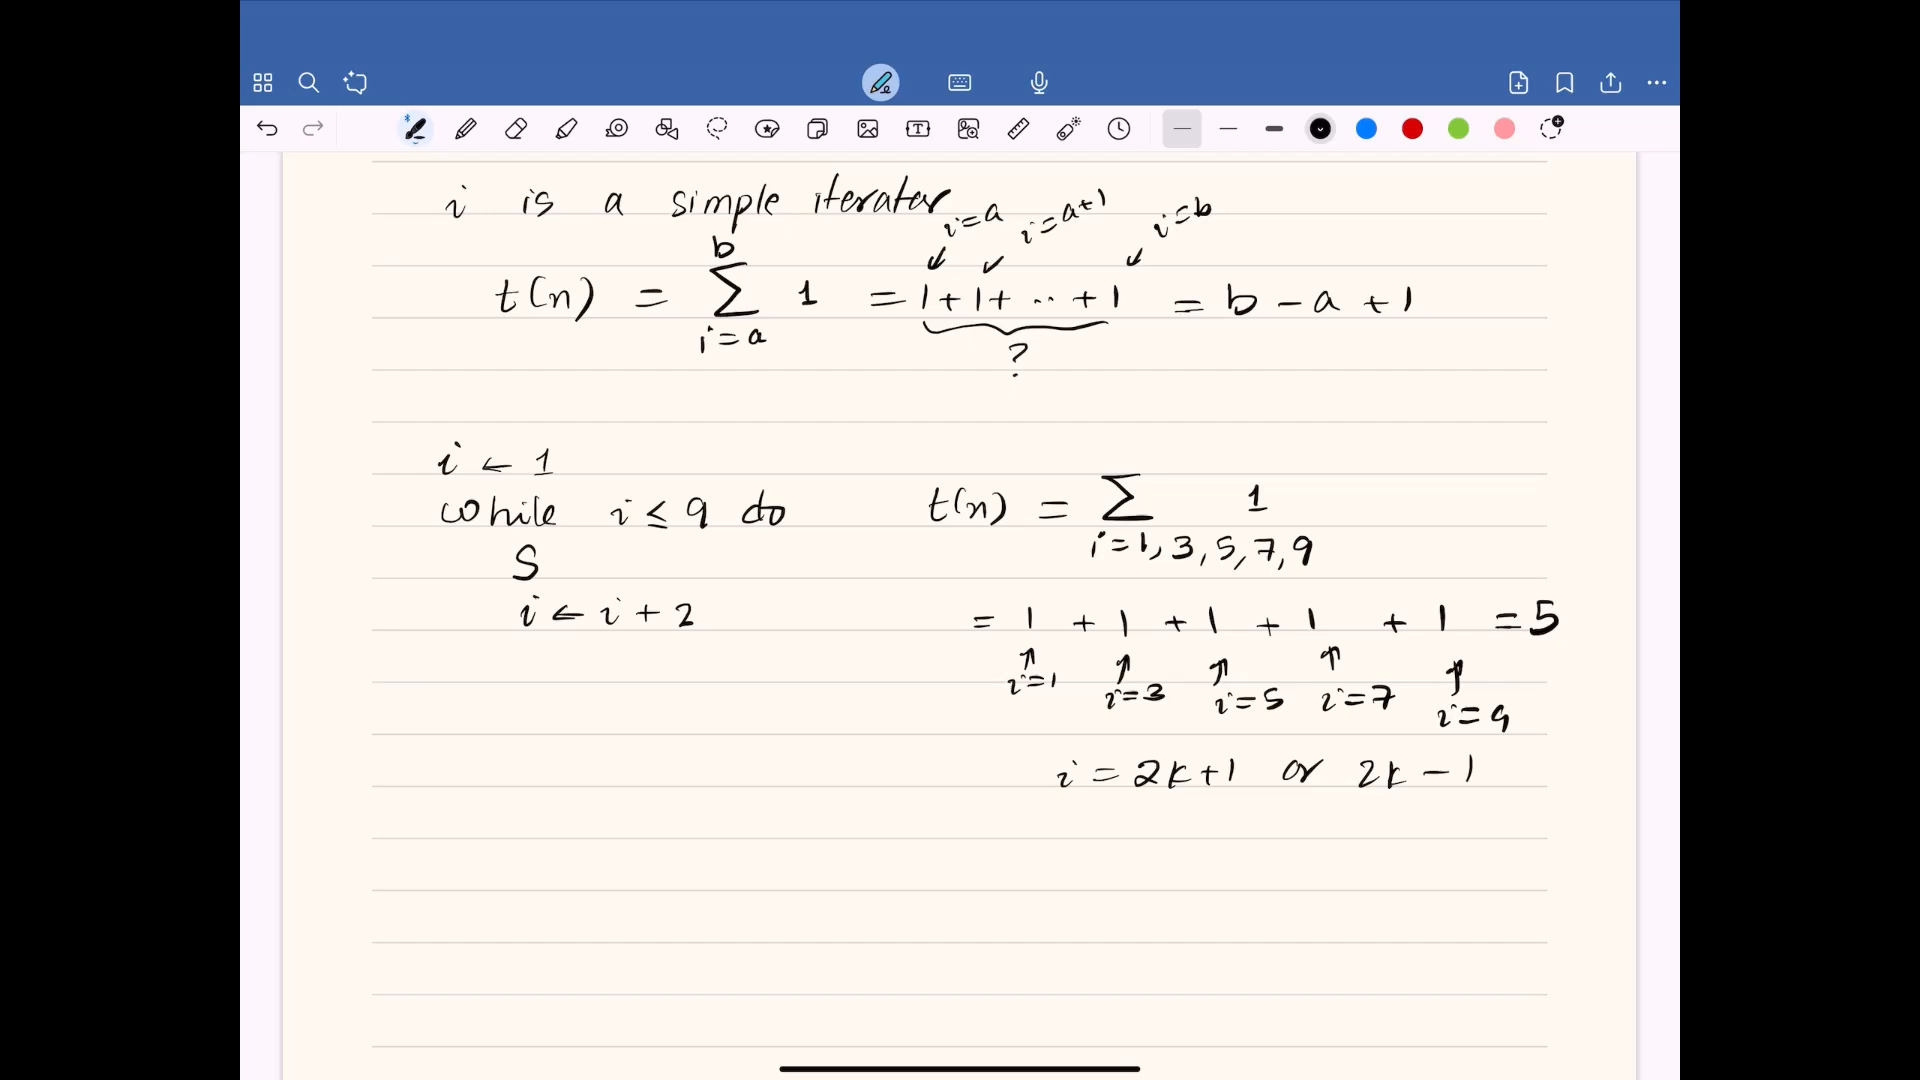 i is a simple iterator
i=a i=a+1 i=b
t(n) = b∑i=a 1 = 1+1+ .. +1 = b - a + 1
?
i ← 1
while i ≤ 9 do
S
i ← i + 2
t(n) = ∑ 1
i=1, 3, 5, 7, 9
= 1 + 1 + 1 + 1 + 1 = 5
i=1 i=3 i=5 i=7 i=9
i = 2k+1 or 2k - 1